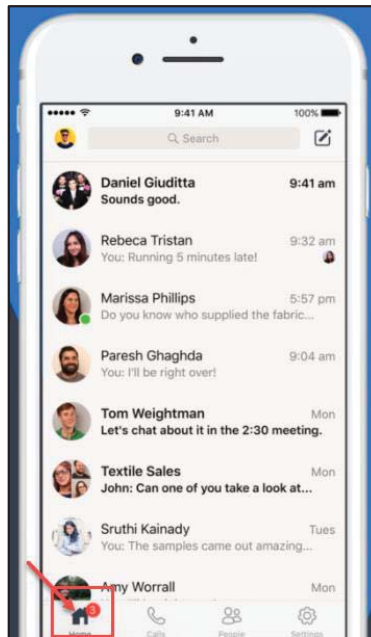 9:41 AM
100%
Search
Daniel Giuditta
9:41 am
Sounds good.
Rebeca Tristan
9:32 am
You: Running 5 minutes late!
Marissa Phillips
5:57 pm
Do you know who supplied the fabric...
Paresh Ghaghda
9:04 am
You: I'll be right over!
Tom Weightman
Mon
Let's chat about it in the 2:30 meeting.
Textile Sales
Mon
John: Can one of you take a look at...
Sruthi Kainady
Tues
You: The samples came out amazing...
Amy Worrall
Mon
3
Home
Calls
People
Settings